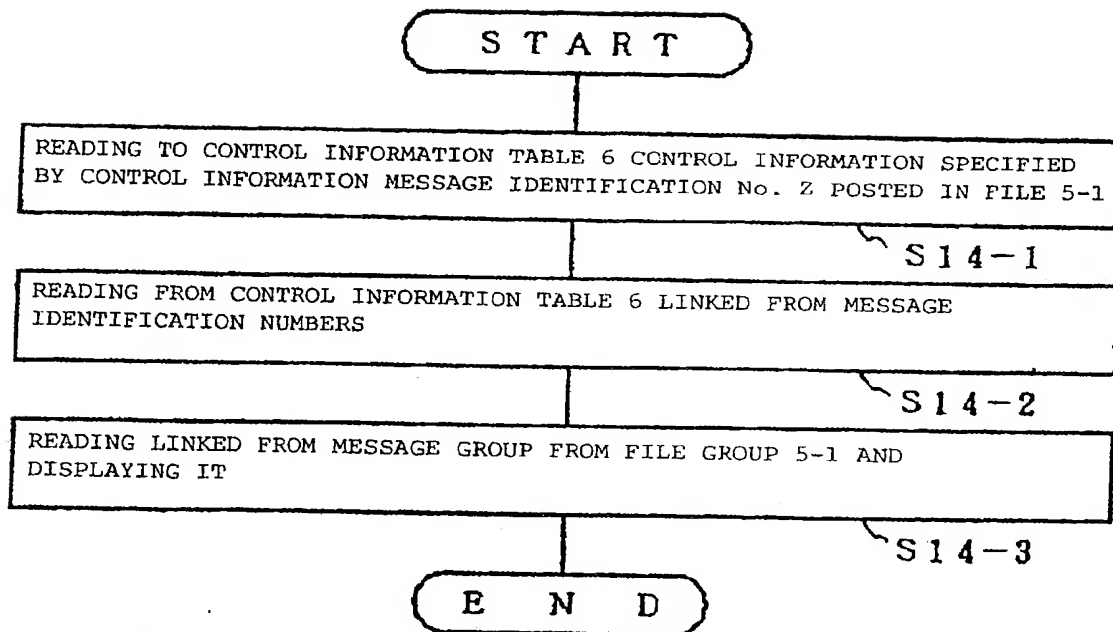 S T A R T
READING TO CONTROL INFORMATION TABLE 6 CONTROL INFORMATION SPECIFIED
BY CONTROL INFORMATION MESSAGE IDENTIFICATION No. Z POSTED IN FILE 5-1
S14-1
READING FROM CONTROL INFORMATION TABLE 6 LINKED FROM MESSAGE
IDENTIFICATION NUMBERS
S14-2
READING LINKED FROM MESSAGE GROUP FROM FILE GROUP 5-1 AND
DISPLAYING IT
S14-3
E N D